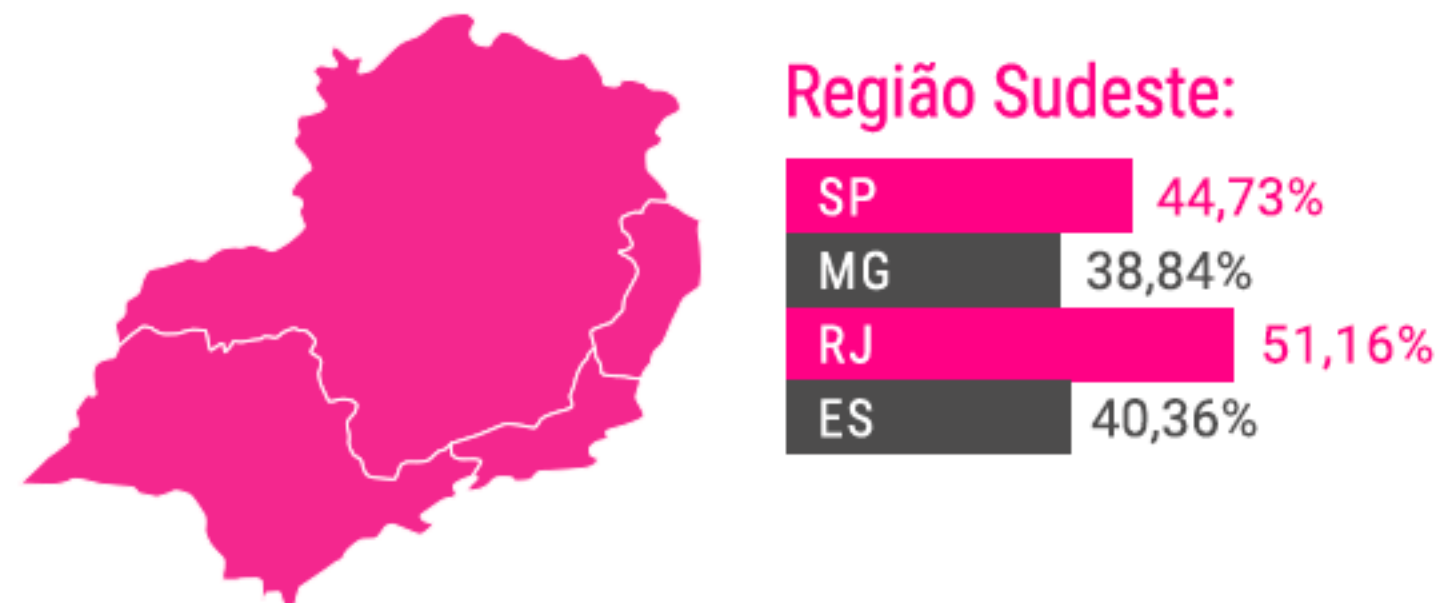 Região Sudeste:
SP 44,73%
MG 38,84%
RJ 51,16%
ES 40,36%